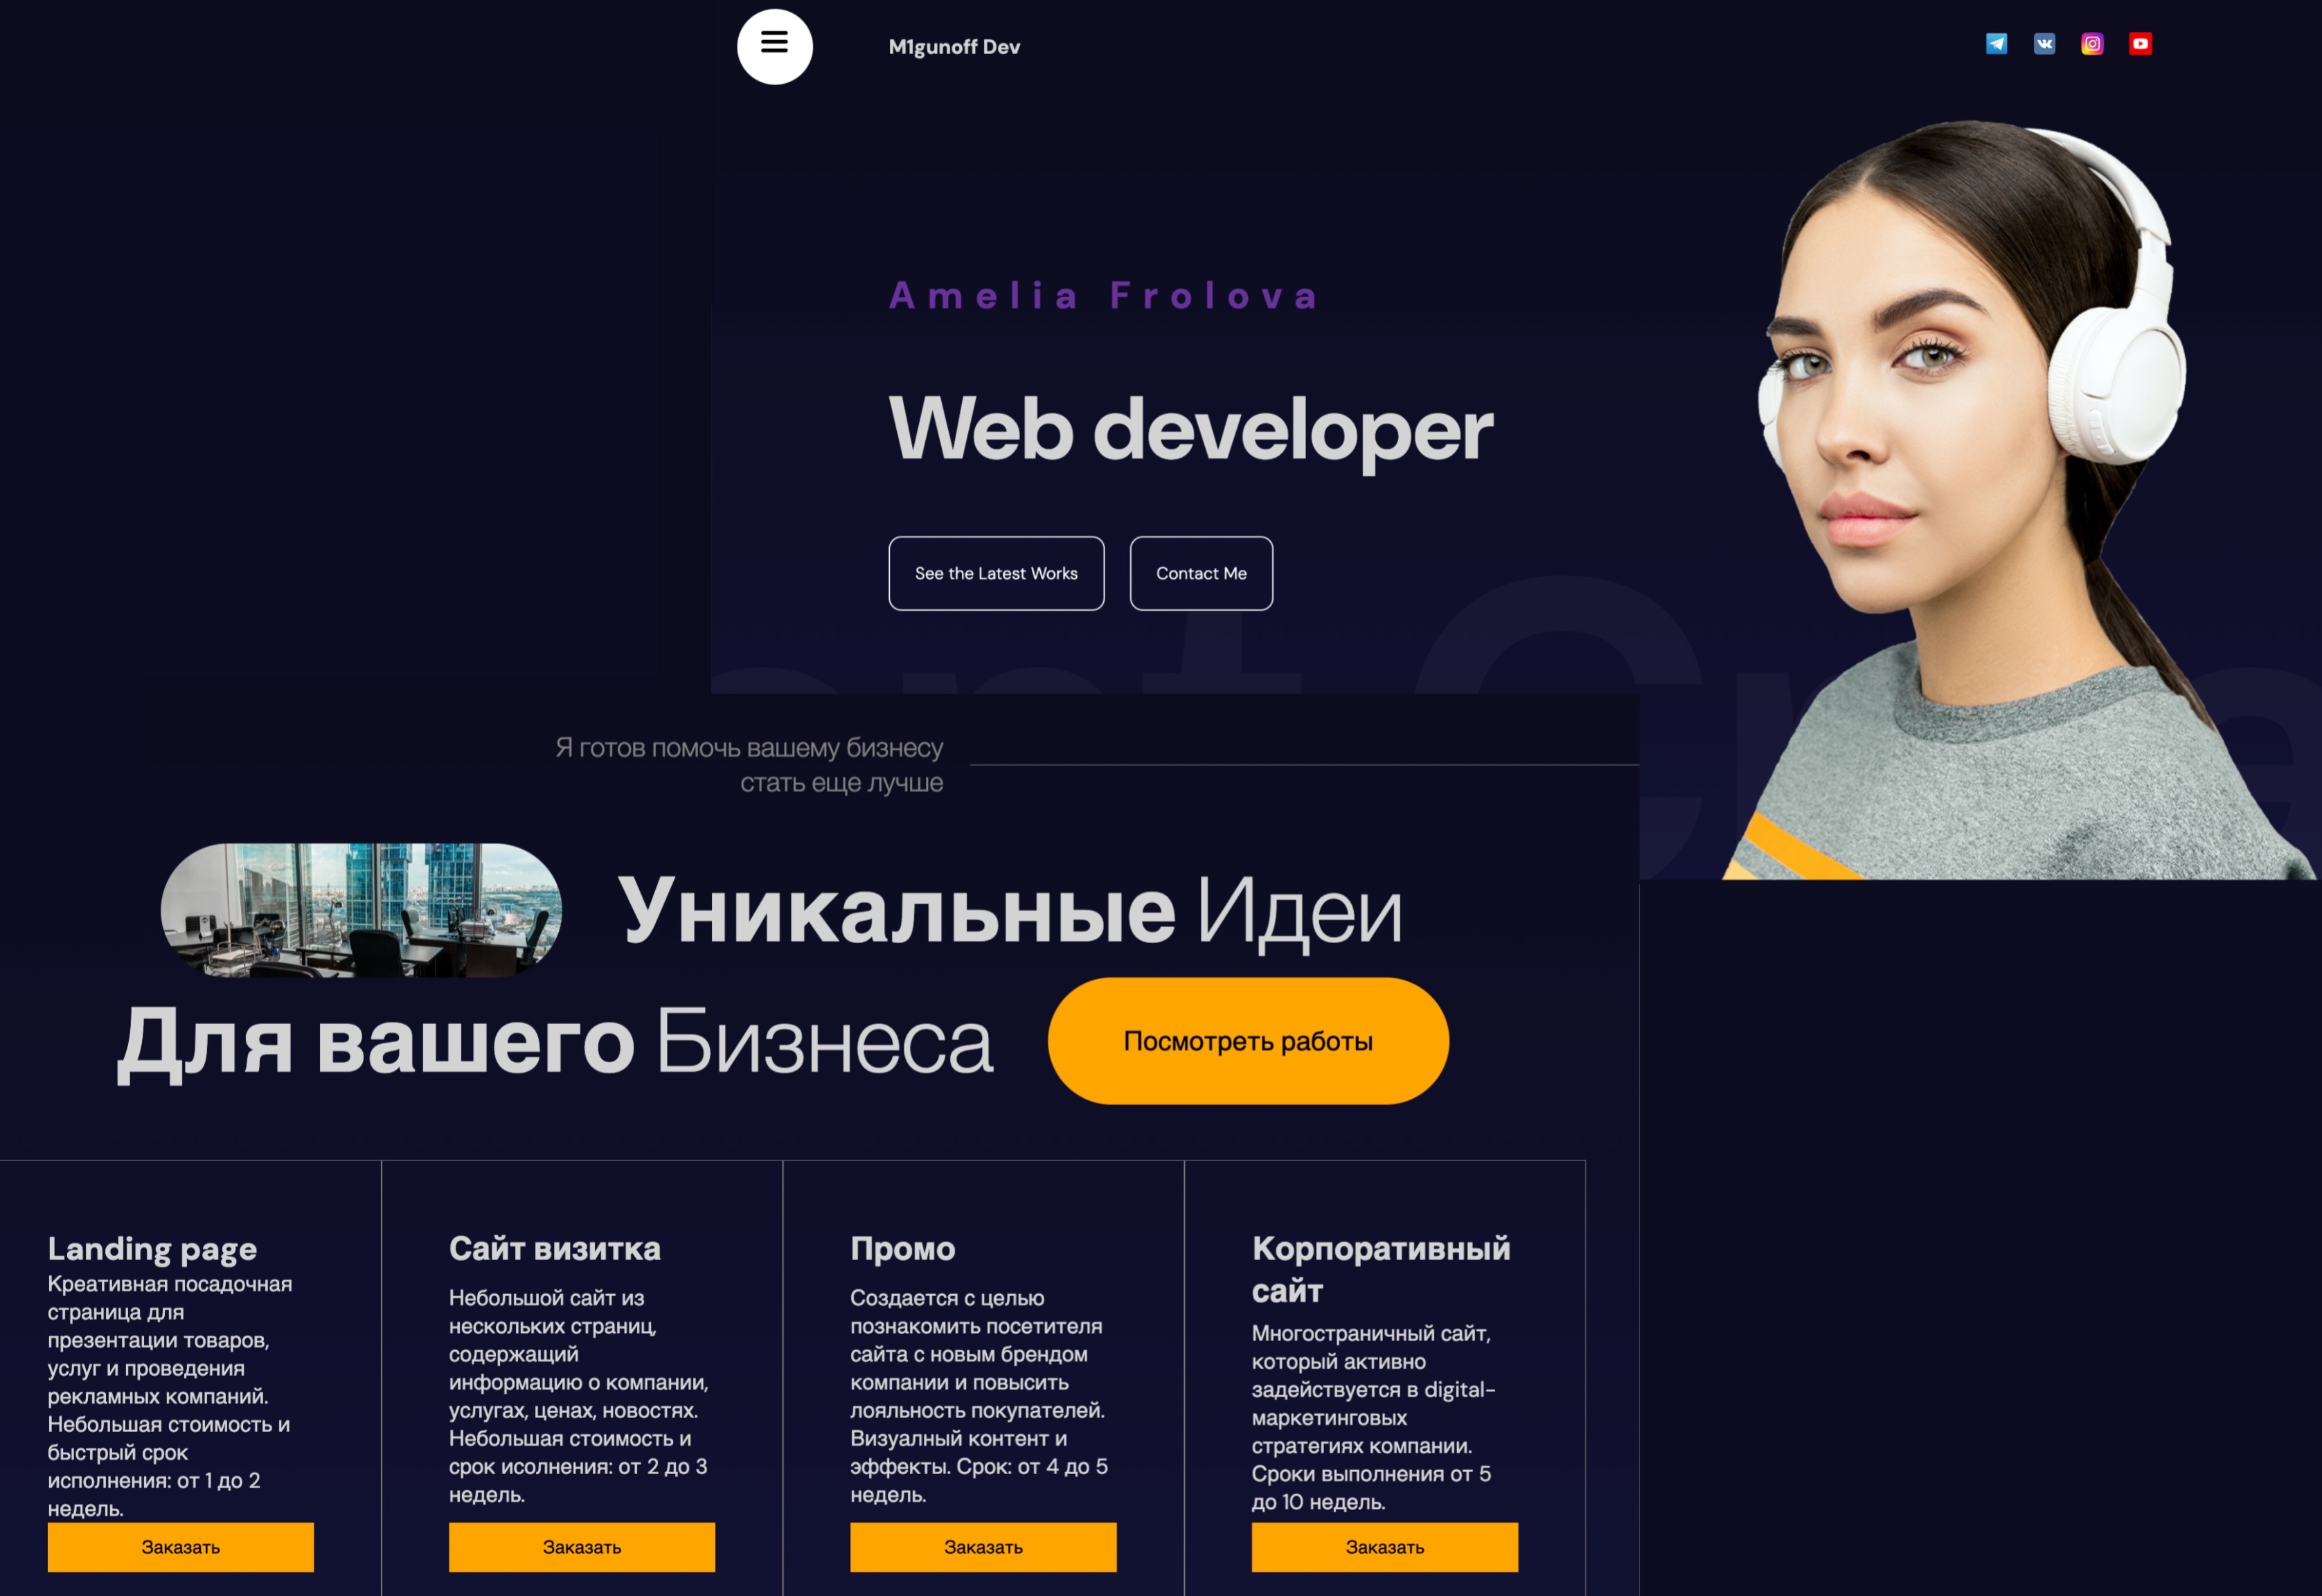 M1gunoff Dev
Amelia Frolova
Web developer
See the Latest Works
Contact Me
Я готов помочь вашему бизнесу
стать еще лучше
Уникальные Идеи
Для вашего Бизнеса
Посмотреть работы
Landing page
Креативная посадочная
страница для
презентации товаров,
услуг и проведения
рекламных компаний.
Небольшая стоимость и
быстрый срок
исполнения: от 1 до 2
недель.
Заказать
Сайт визитка
Небольшой сайт из
нескольких страниц,
содержащий
информацию о компании,
услугах, ценах, новостях.
Небольшая стоимость и
срок исолнения: от 2 до 3
недель.
Заказать
Промо
Создается с целью
познакомить посетителя
сайта с новым брендом
компании и повысить
лояльность покупателей.
Визуалный контент и
эффекты. Срок: от 4 до 5
недель.
Заказать
Корпоративный
сайт
Многостраничный сайт,
который активно
задействуется в digital-
маркетинговых
стратегиях компании.
Сроки выполнения от 5
до 10 недель.
Заказать